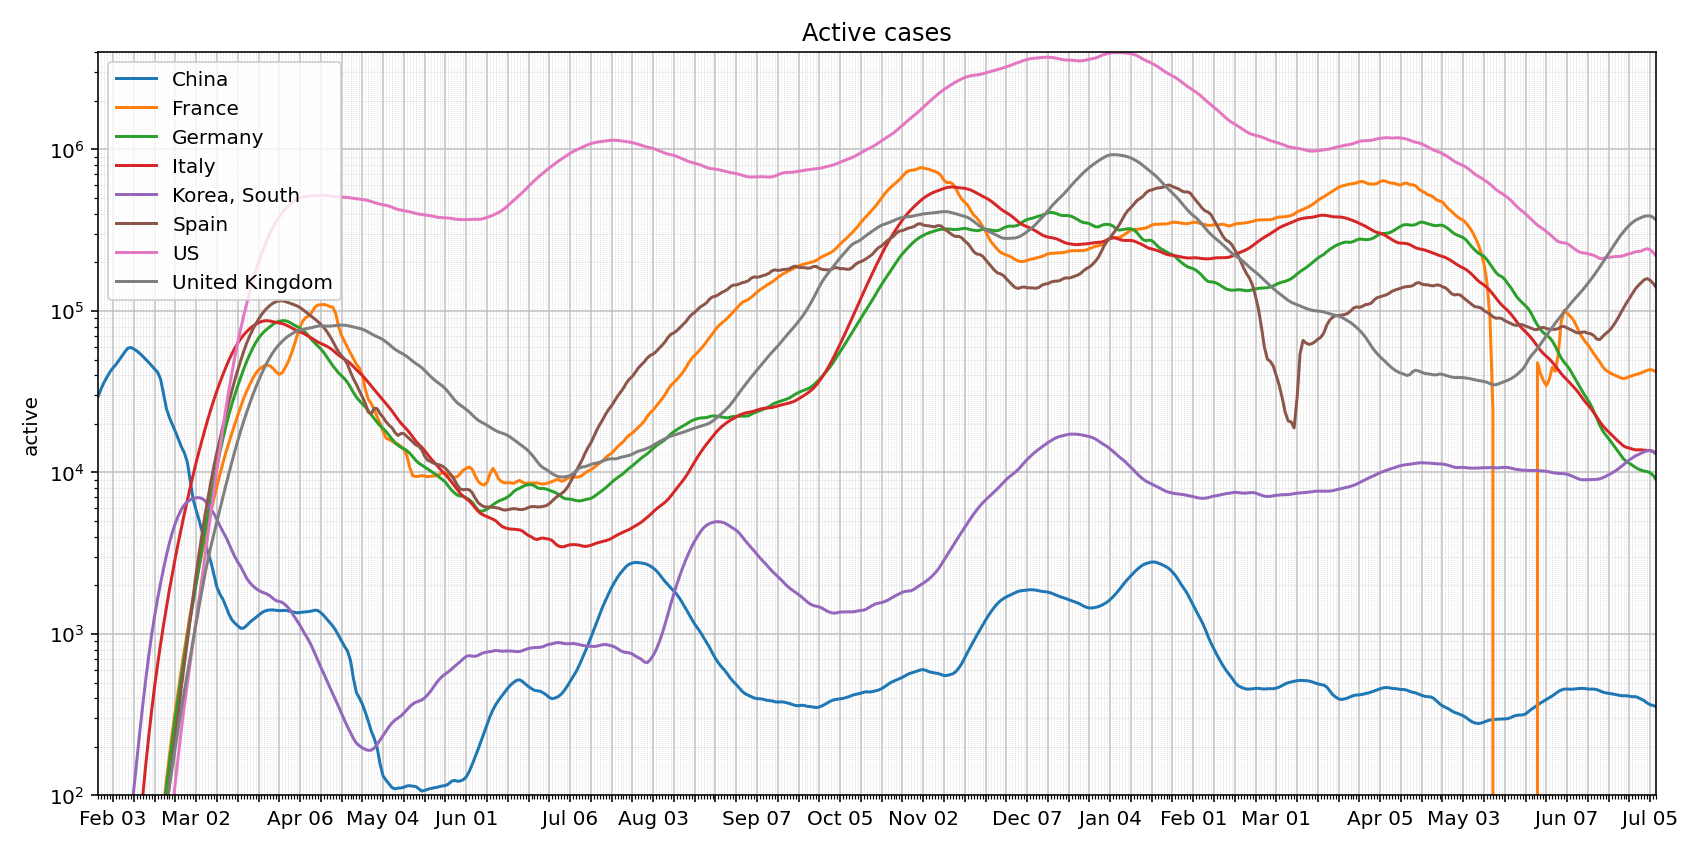 Active cases
China
France
Germany
Italy
Korea, South
Spain
US
United Kingdom
active
10^6
10^5
10^4
10^3
10^2
Feb 03 Mar 02 Apr 06 May 04 Jun 01 Jul 06 Aug 03 Sep 07 Oct 05 Nov 02 Dec 07 Jan 04 Feb 01 Mar 01 Apr 05 May 03 Jun 07 Jul 05